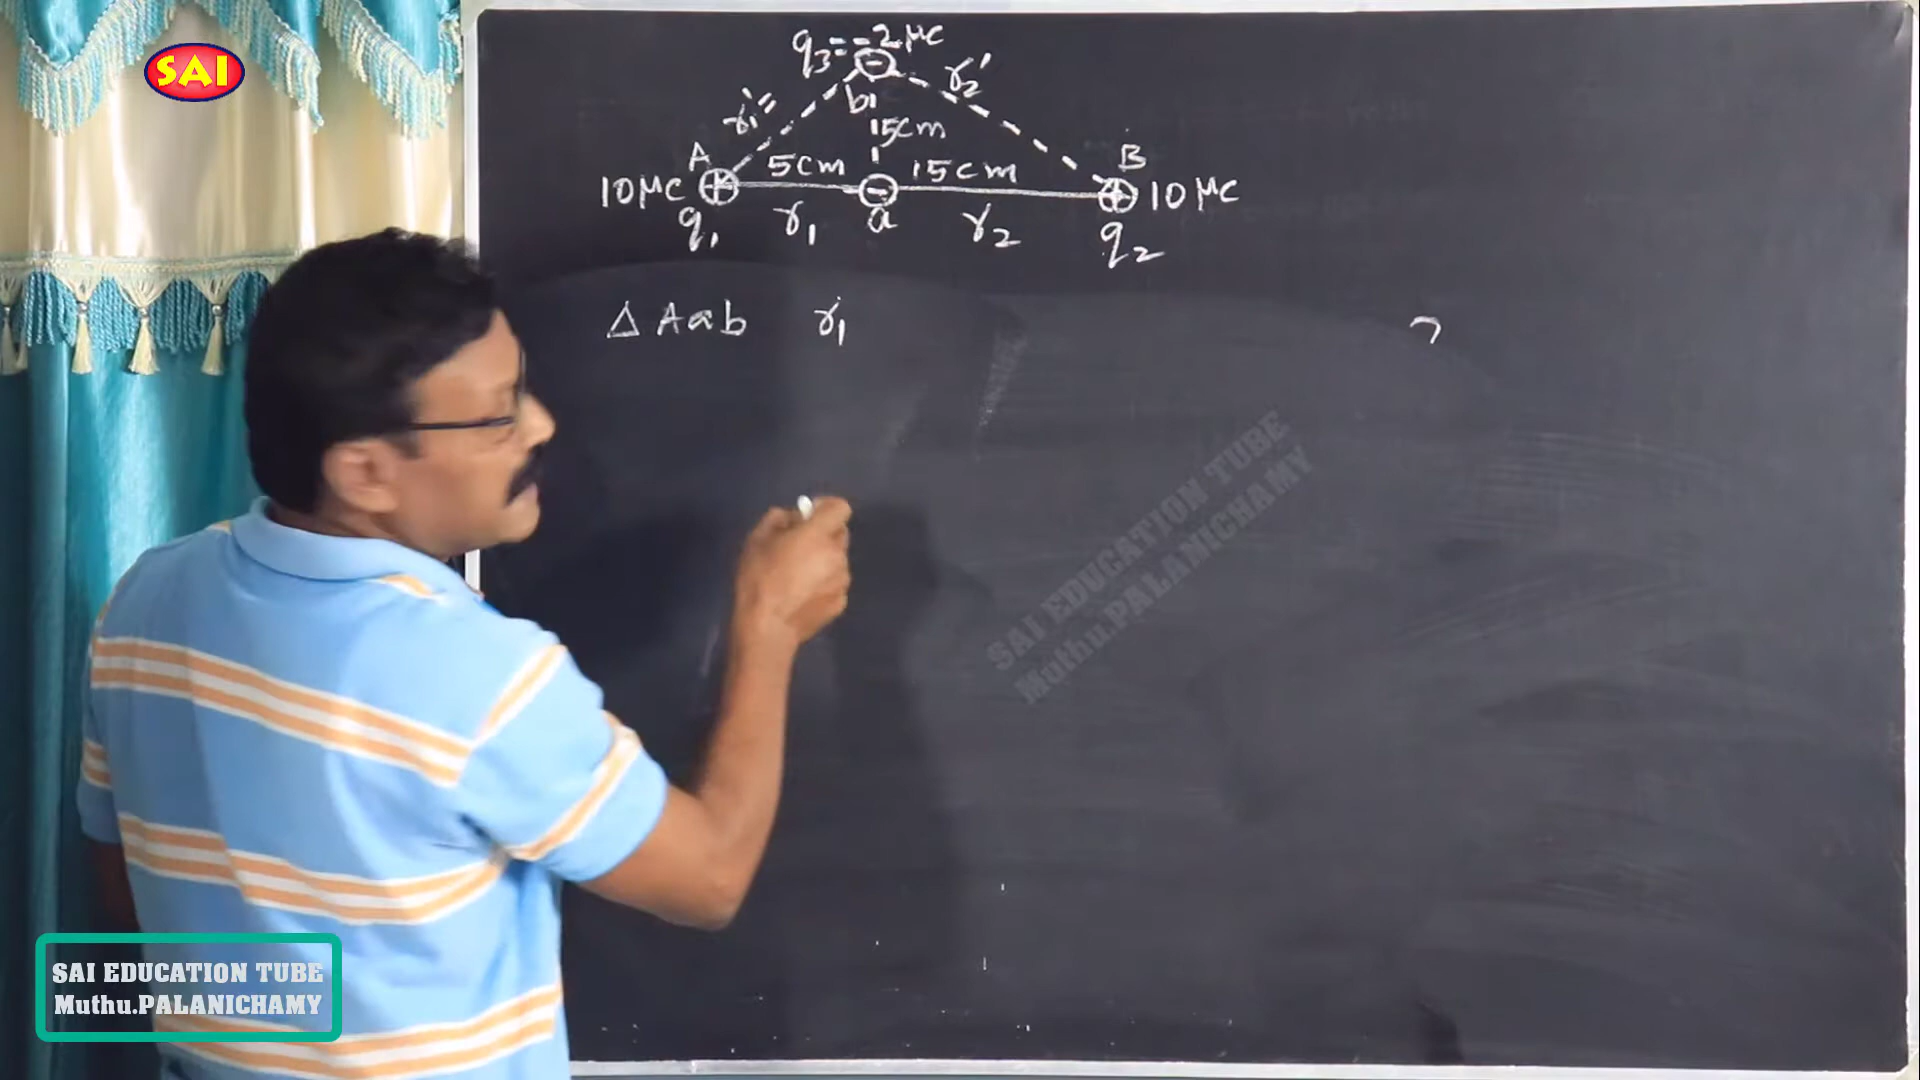 SAI
q₃=-2μc
-
r₁'=
r₂'
b
15cm
A
5cm
15cm
B
10μc
+
-
+
10μc
q₁
r₁
a
r₂
q₂
△ Aab r₁
SAI EDUCATION TUBE
Muthu.PALANICHAMY
SAI EDUCATION TUBE
Muthu.PALANICHAMY